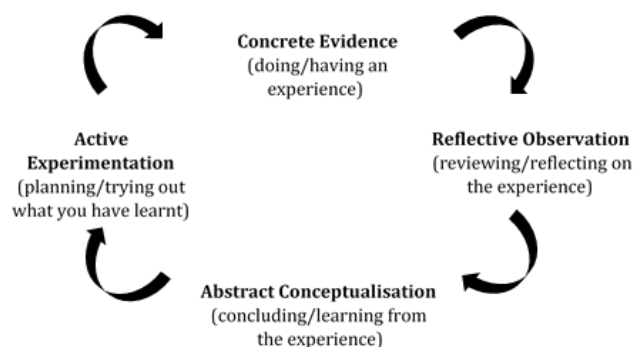 Concrete Evidence
(doing/having an
experience)
Active
Experimentation
(planning/trying out
what you have learnt)
Reflective Observation
(reviewing/reflecting on
the experience)
Abstract Conceptualisation
(concluding/learning from
the experience)